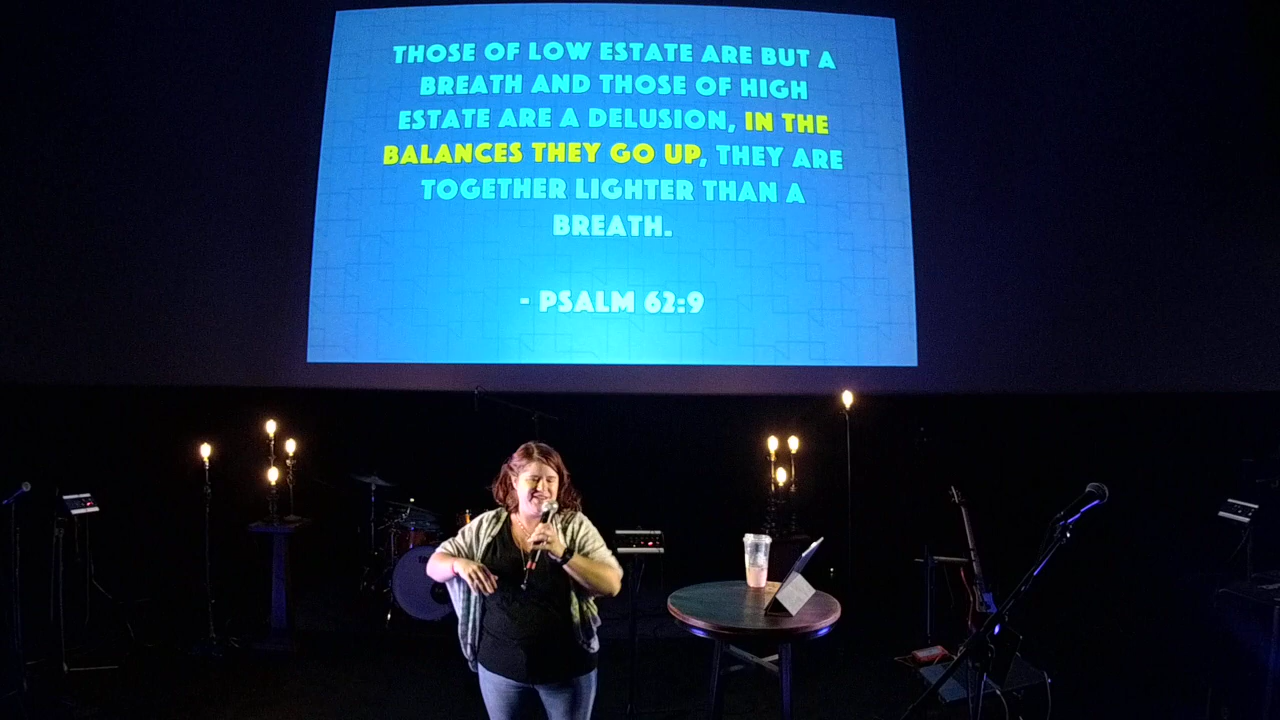 THOSE OF LOW ESTATE ARE BUT A
BREATH AND THOSE OF HIGH
ESTATE ARE A DELUSION, IN THE
BALANCES THEY GO UP, THEY ARE
TOGETHER LIGHTER THAN A
BREATH.
- PSALM 62:9